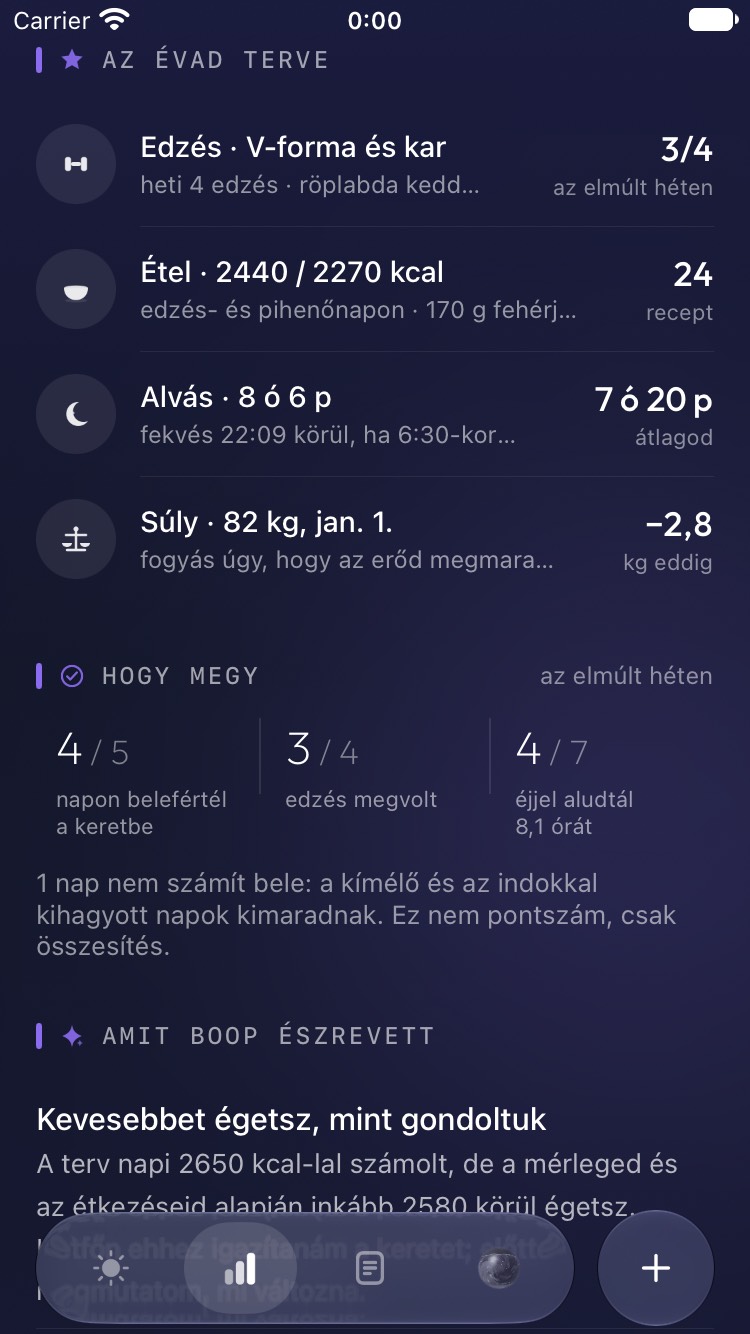 Carrier
0:00
AZ ÉVAD TERVE
Edzés · V-forma és kar
3/4
heti 4 edzés · röplabda kedd...
az elmúlt héten
Étel · 2440 / 2270 kcal
24
edzés- és pihenőnapon · 170 g fehérj...
recept
Alvás · 8 ó 6 p
7 ó 20 p
fekvés 22:09 körül, ha 6:30-kor...
átlagod
Súly · 82 kg, jan. 1.
−2,8
fogyás úgy, hogy az erőd megmara...
kg eddig
HOGY MEGY
az elmúlt héten
4 / 5
napon belefértél
a keretbe
3 / 4
edzés megvolt
4 / 7
éjjel aludtál
8,1 órát
1 nap nem számít bele: a kímélő és az indokkal
kihagyott napok kimaradnak. Ez nem pontszám, csak
összesítés.
AMIT BOOP ÉSZREVETT
Kevesebbet égetsz, mint gondoltuk
A terv napi 2650 kcal-lal számolt, de a mérleged és
az étkezéseid alapján inkább 2580 körül égetsz.
ehhez igazítanám a keretet; előtte
mi változna.